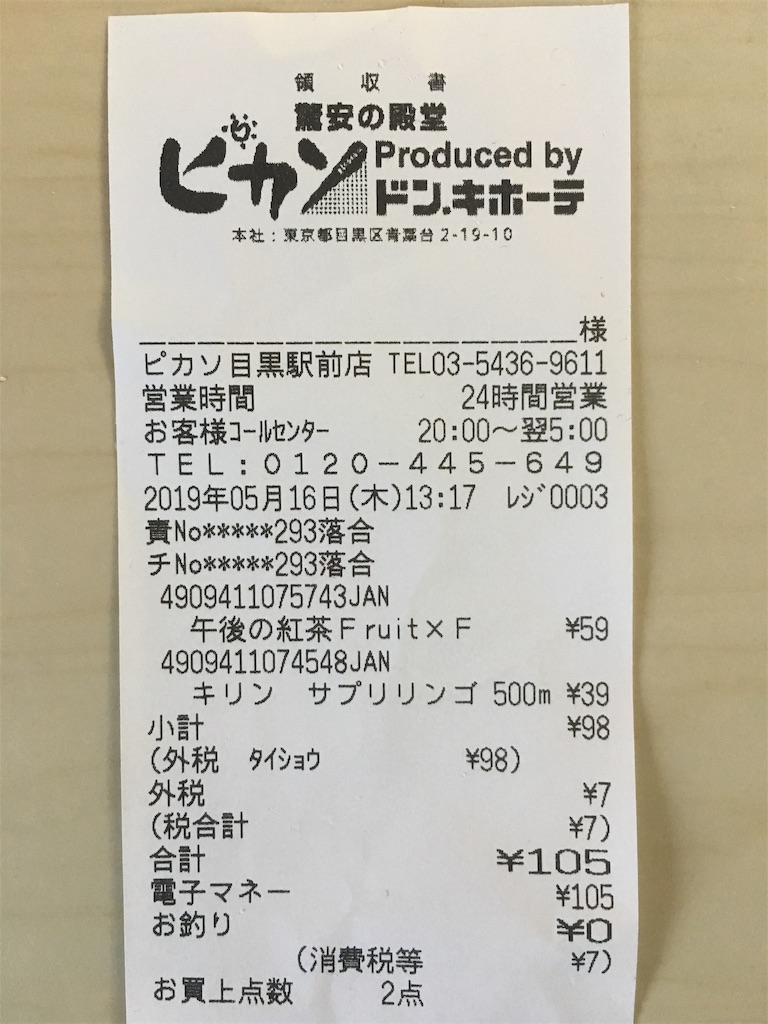 領収書
驚安の殿堂
ピカソ Produced by
ドン.キホーテ
本社：東京都目黒区青葉台2-19-10
様
ピカソ目黒駅前店 TEL03-5436-9611
営業時間 24時間営業
お客様ｺｰﾙｾﾝﾀｰ 20:00〜翌5:00
ＴＥＬ：０１２０－４４５－６４９
2019年05月16日(木)13:17 ﾚｼﾞ0003
責No*****293落合
チNo*****293落合
4909411075743JAN
午後の紅茶Ｆruit×Ｆ ¥59
4909411074548JAN
キリン　サプリリンゴ 500m ¥39
小計 ¥98
(外税 ﾀｲｼｮｳ ¥98)
外税 ¥7
(税合計 ¥7)
合計 ¥105
電子マネー ¥105
お釣り ¥0
(消費税等 ¥7)
お買上点数 2点